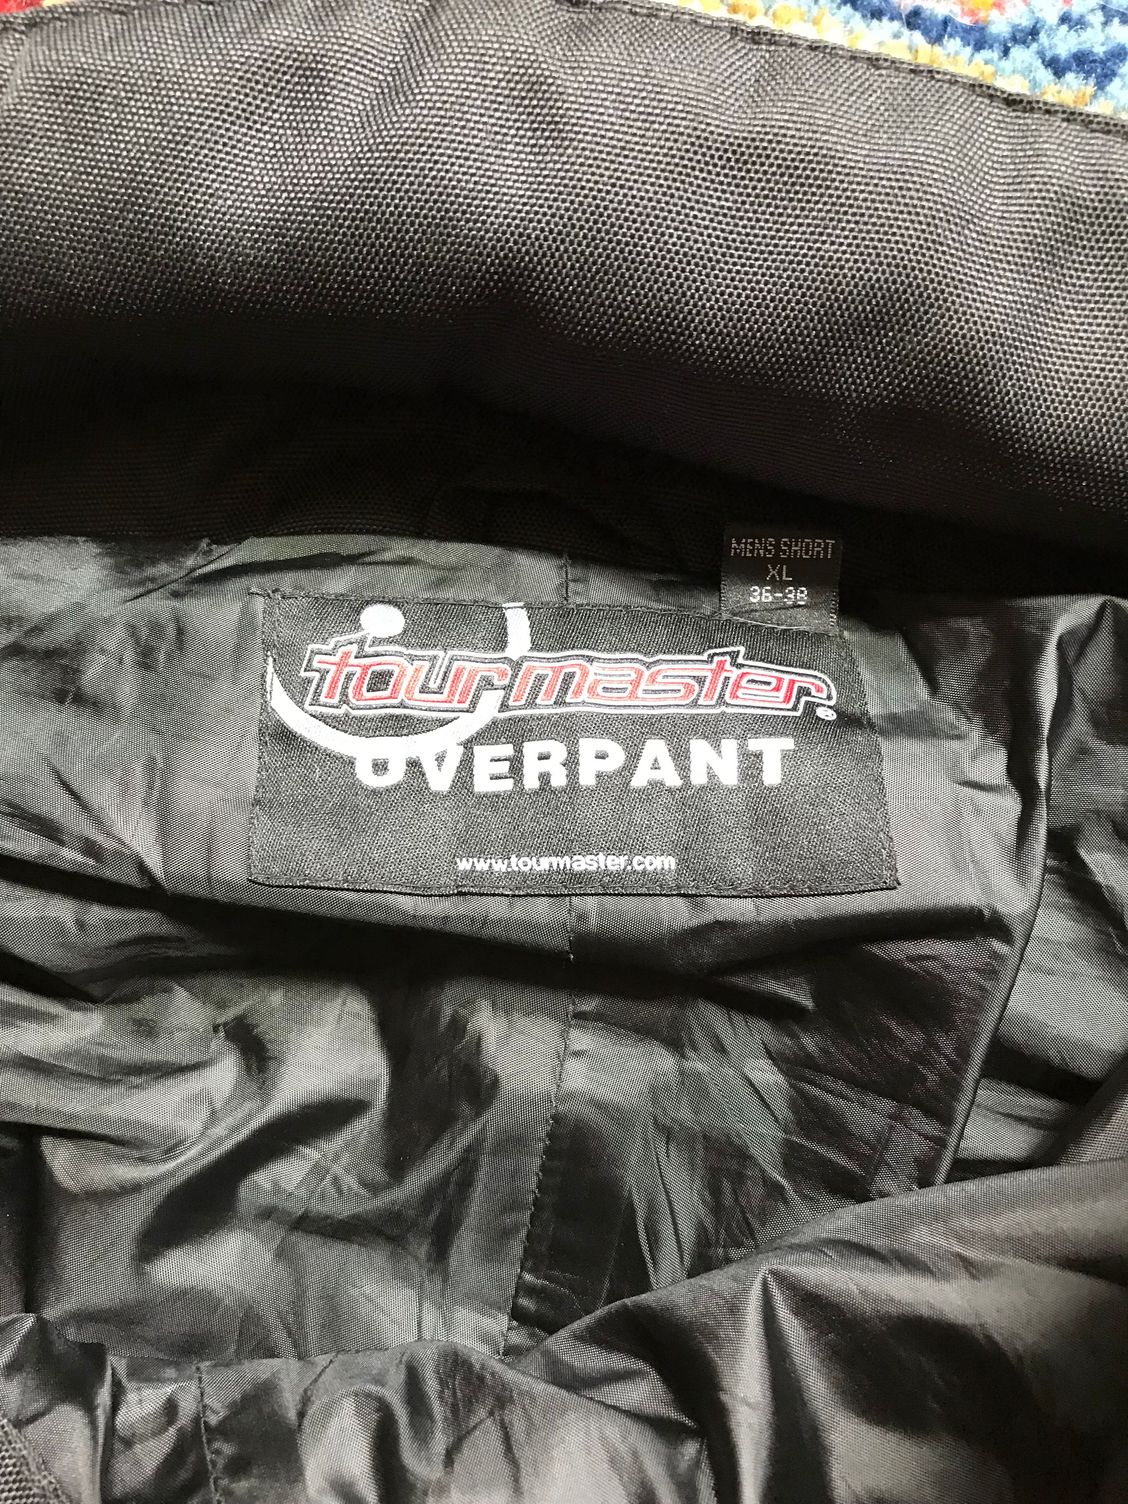 MENS SHORT
XL
36-38
tourmaster®
OVERPANT
www.tourmaster.com